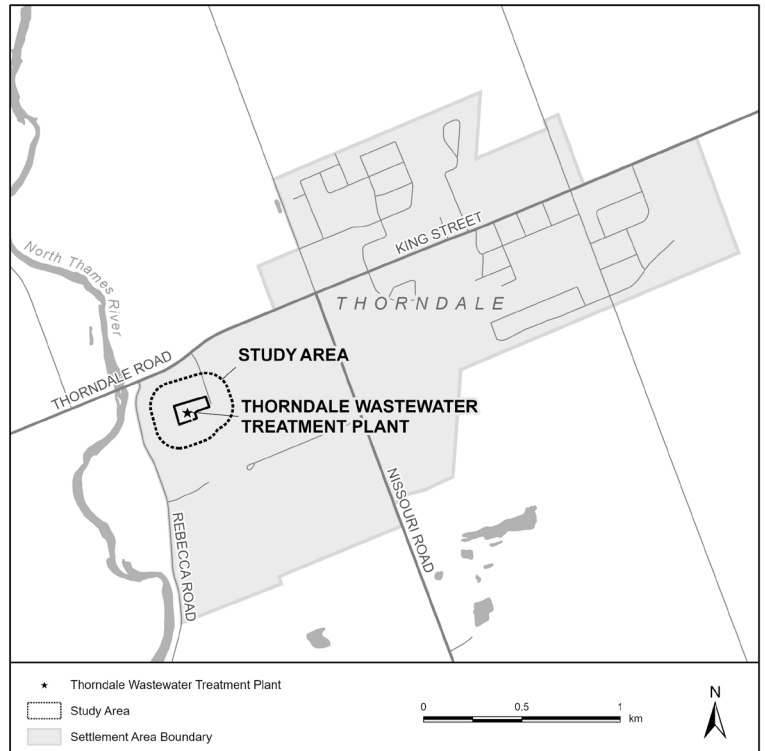 KING STREET
THORNDALE
North Thames
River
THORNDALE ROAD
STUDY AREA
THORNDALE WASTEWATER
TREATMENT PLANT
NISSOURI ROAD
REBECCA ROAD
Thorndale Wastewater Treatment Plant
Study Area
Settlement Area Boundary
0 0.5 1
km
N